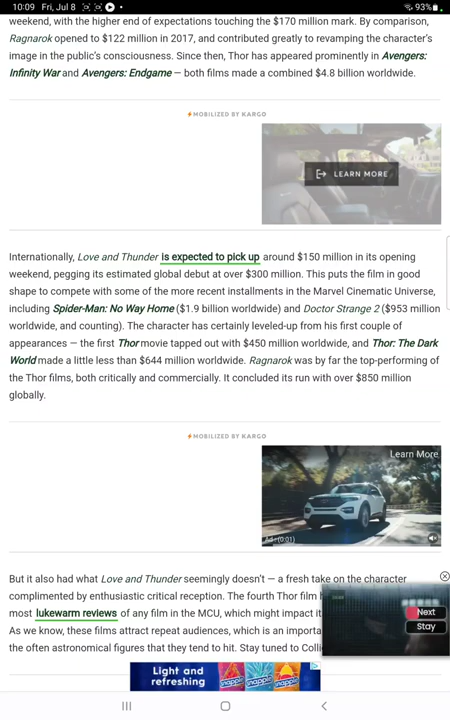 10:09 Fri, Jul 8
93%
weekend, with the higher end of expectations touching the $170 million mark. By comparison,
Ragnarok opened to $122 million in 2017, and contributed greatly to revamping the character's
image in the public's consciousness. Since then, Thor has appeared prominently in Avengers:
Infinity War and Avengers: Endgame — both films made a combined $4.8 billion worldwide.
MOBILIZED BY KARGO
LEARN MORE
Internationally, Love and Thunder is expected to pick up around $150 million in its opening
weekend, pegging its estimated global debut at over $300 million. This puts the film in good
shape to compete with some of the more recent installments in the Marvel Cinematic Universe,
including Spider-Man: No Way Home ($1.9 billion worldwide) and Doctor Strange 2 ($953 million
worldwide, and counting). The character has certainly leveled-up from his first couple of
appearances — the first Thor movie tapped out with $450 million worldwide, and Thor: The Dark
World made a little less than $644 million worldwide. Ragnarok was by far the top-performing of
the Thor films, both critically and commercially. It concluded its run with over $850 million
globally.
MOBILIZED BY KARGO
Learn More
Ad : (0:01)
But it also had what Love and Thunder seemingly doesn't — a fresh take on the character
complimented by enthusiastic critical reception. The fourth Thor film
most lukewarm reviews of any film in the MCU, which might impact it
As we know, these films attract repeat audiences, which is an importa
the often astronomical figures that they tend to hit. Stay tuned to Colli
Next
Stay
Light and
refreshing
Snapple Snapple Snapple